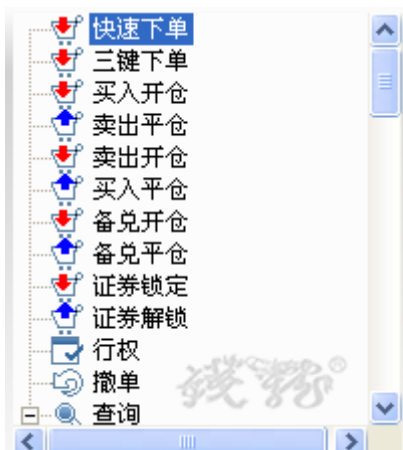 快速下单
三键下单
买入开仓
卖出平仓
卖出开仓
买入平仓
备兑开仓
备兑平仓
证券锁定
证券解锁
行权
撤单
查询